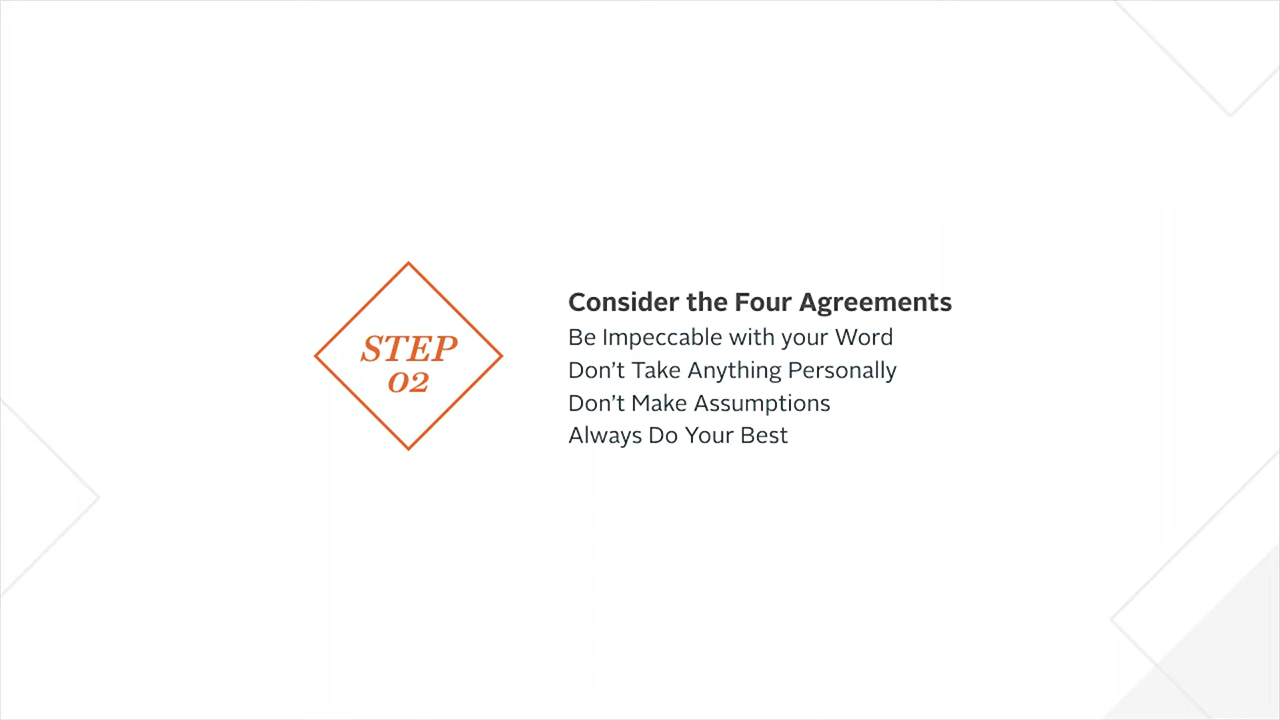 STEP
02
Consider the Four Agreements
Be Impeccable with your Word
Don’t Take Anything Personally
Don’t Make Assumptions
Always Do Your Best